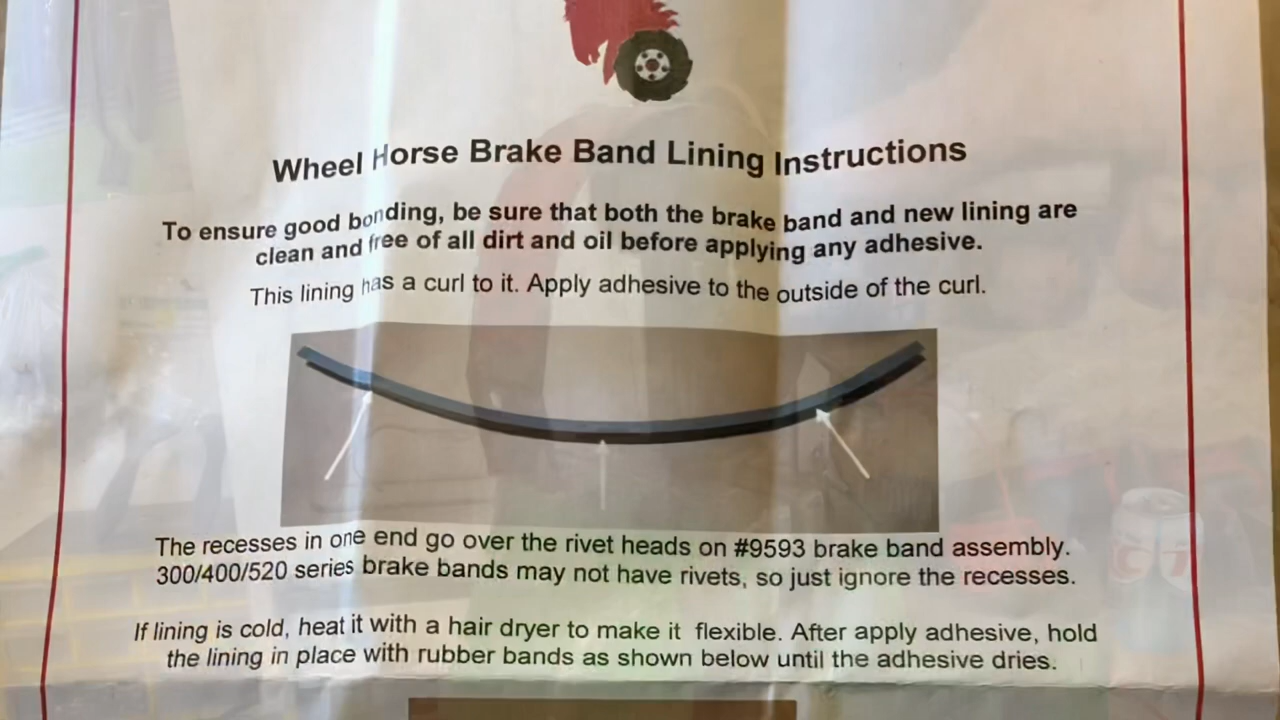 Wheel Horse Brake Band Lining Instructions
To ensure good bonding, be sure that both the brake band and new lining are
clean and free of all dirt and oil before applying any adhesive.
This lining has a curl to it. Apply adhesive to the outside of the curl.
The recesses in one end go over the rivet heads on #9593 brake band assembly.
300/400/520 series brake bands may not have rivets, so just ignore the recesses.
If lining is cold, heat it with a hair dryer to make it flexible. After apply adhesive, hold
the lining in place with rubber bands as shown below until the adhesive dries.